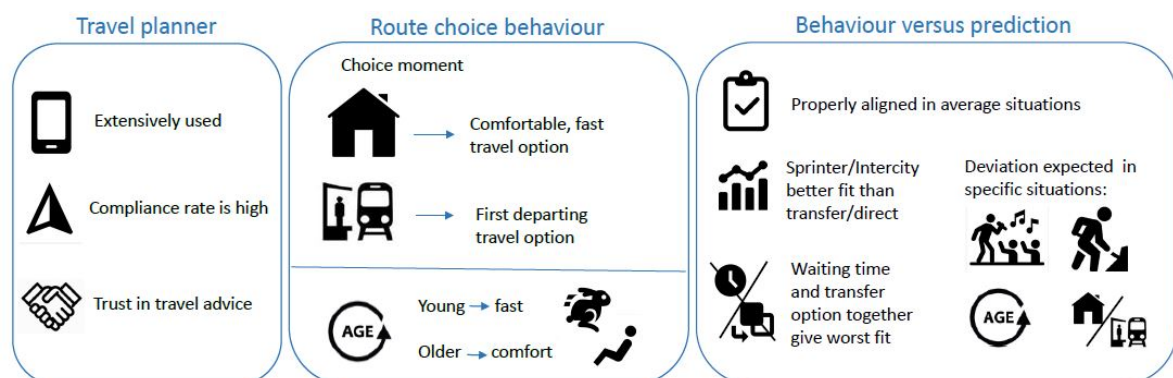 Travel planner
Extensively used
Compliance rate is high
Trust in travel advice
Route choice behaviour
Choice moment
Comfortable, fast
travel option
First departing
travel option
AGE
Young fast
Older comfort
Behaviour versus prediction
Properly aligned in average situations
Sprinter/Intercity
better fit than
transfer/direct
Waiting time
and transfer
option together
give worst fit
Deviation expected in
specific situations:
AGE